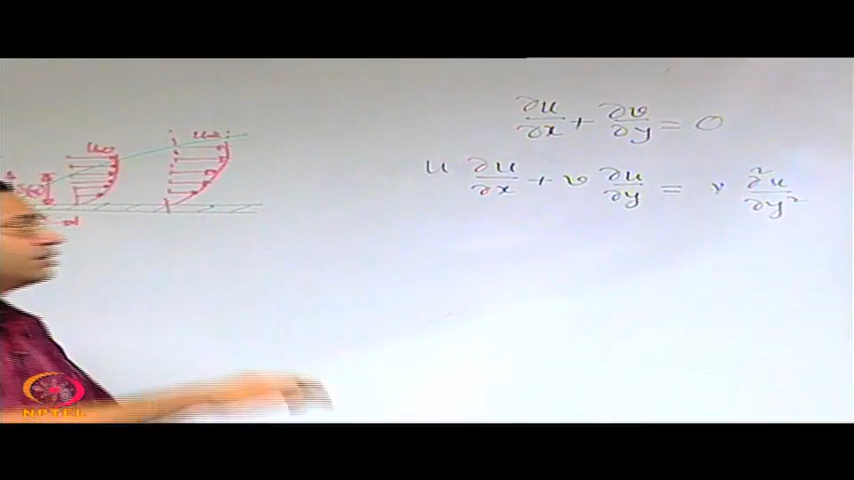 ∂u/∂x + ∂v/∂y = 0
u ∂u/∂x + v ∂u/∂y = ν ∂²u/∂y²
U∞ U∞
NPTEL